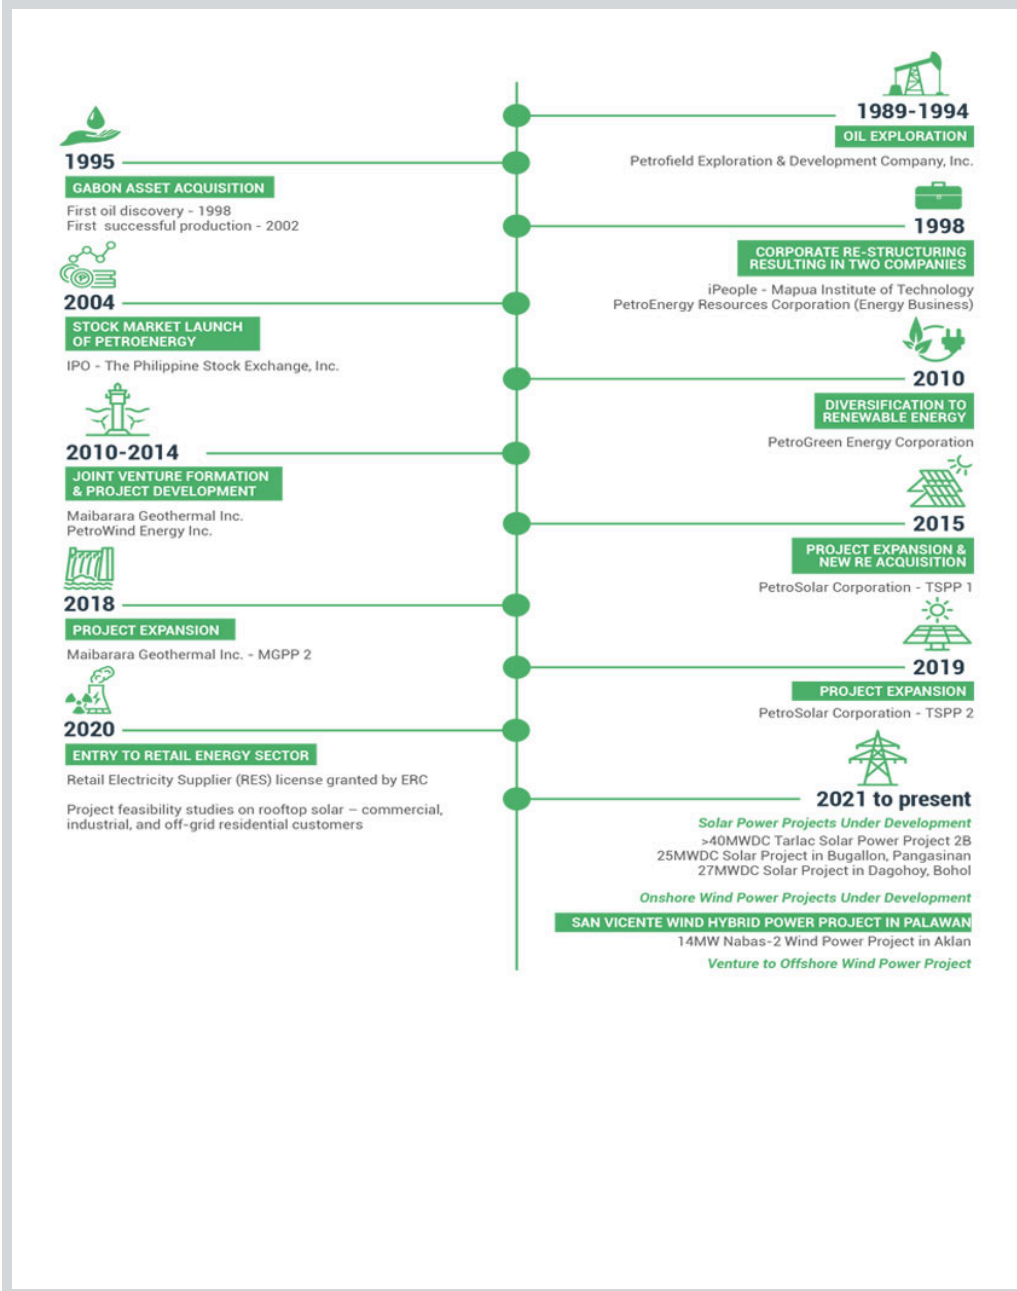 1989-1994
OIL EXPLORATION
Petrofield Exploration & Development Company, Inc.
1995
GABON ASSET ACQUISITION
First oil discovery - 1998
First successful production - 2002
1998
CORPORATE RE-STRUCTURING
RESULTING IN TWO COMPANIES
iPeople - Mapua Institute of Technology
PetroEnergy Resources Corporation (Energy Business)
2004
STOCK MARKET LAUNCH
OF PETROENERGY
IPO - The Philippine Stock Exchange, Inc.
2010
DIVERSIFICATION TO
RENEWABLE ENERGY
PetroGreen Energy Corporation
2010-2014
JOINT VENTURE FORMATION
& PROJECT DEVELOPMENT
Maibarara Geothermal Inc.
PetroWind Energy Inc.
2015
PROJECT EXPANSION &
NEW RE ACQUISITION
PetroSolar Corporation - TSPP 1
2018
PROJECT EXPANSION
Maibarara Geothermal Inc. - MGPP 2
2019
PROJECT EXPANSION
PetroSolar Corporation - TSPP 2
2020
ENTRY TO RETAIL ENERGY SECTOR
Retail Electricity Supplier (RES) license granted by ERC
Project feasibility studies on rooftop solar – commercial,
industrial, and off-grid residential customers
2021 to present
Solar Power Projects Under Development
>40MWDC Tarlac Solar Power Project 2B
25MWDC Solar Project in Bugallon, Pangasinan
27MWDC Solar Project in Dagohoy, Bohol
Onshore Wind Power Projects Under Development
SAN VICENTE WIND HYBRID POWER PROJECT IN PALAWAN
14MW Nabas-2 Wind Power Project in Aklan
Venture to Offshore Wind Power Project